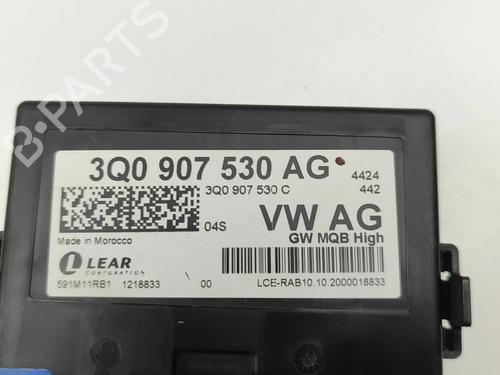 B-PARTS
3Q0 907 530 AG
4424
3Q0 907 530 C
442
04S
VW AG
GW MQB High
Made in Morocco
LEAR
CORPORATION
591M11RB1 1218833 00
LCE-RAB10.10.2000018833